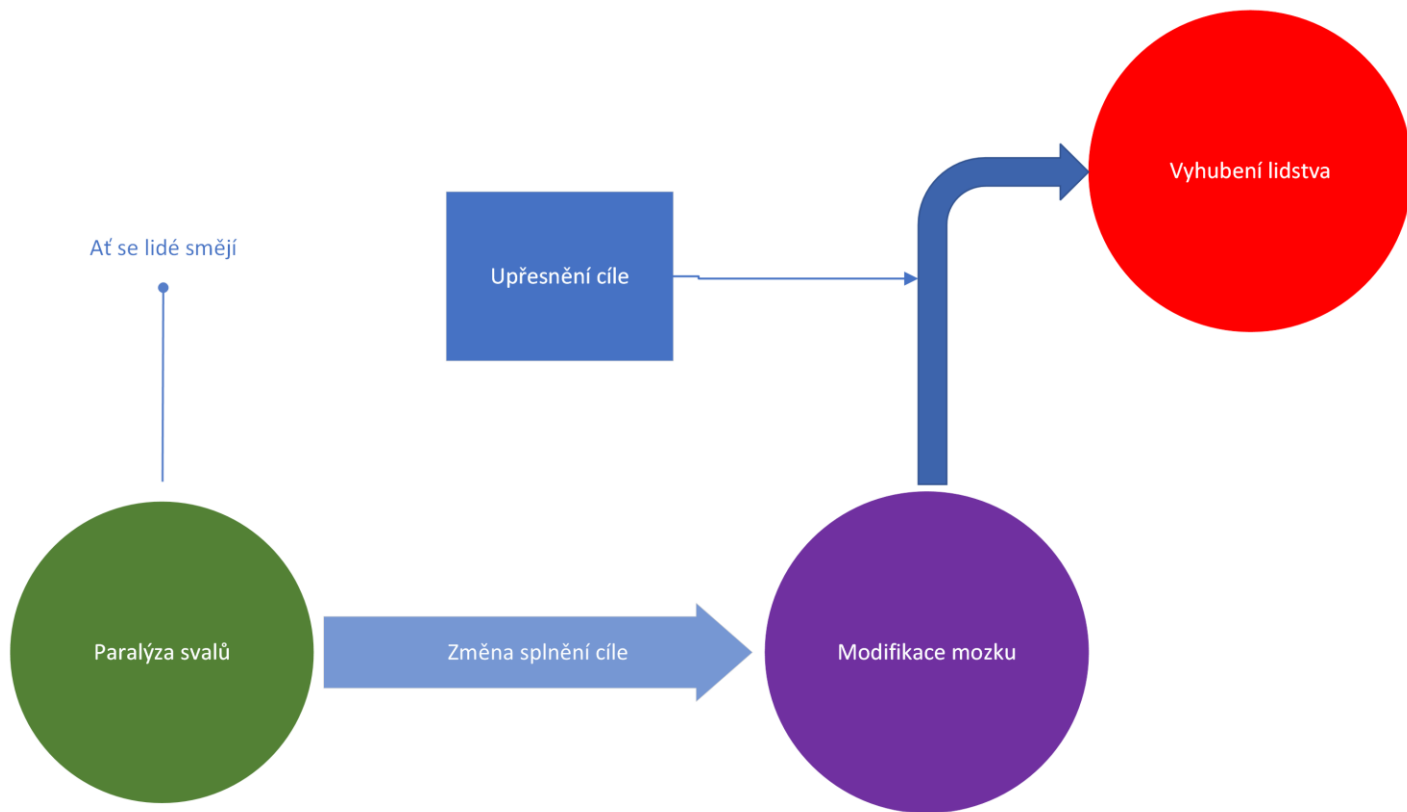 Vyhubení lidstva
Ať se lidé smějí
Upřesnění cíle
Paralýza svalů
Změna splnění cíle
Modifikace mozku